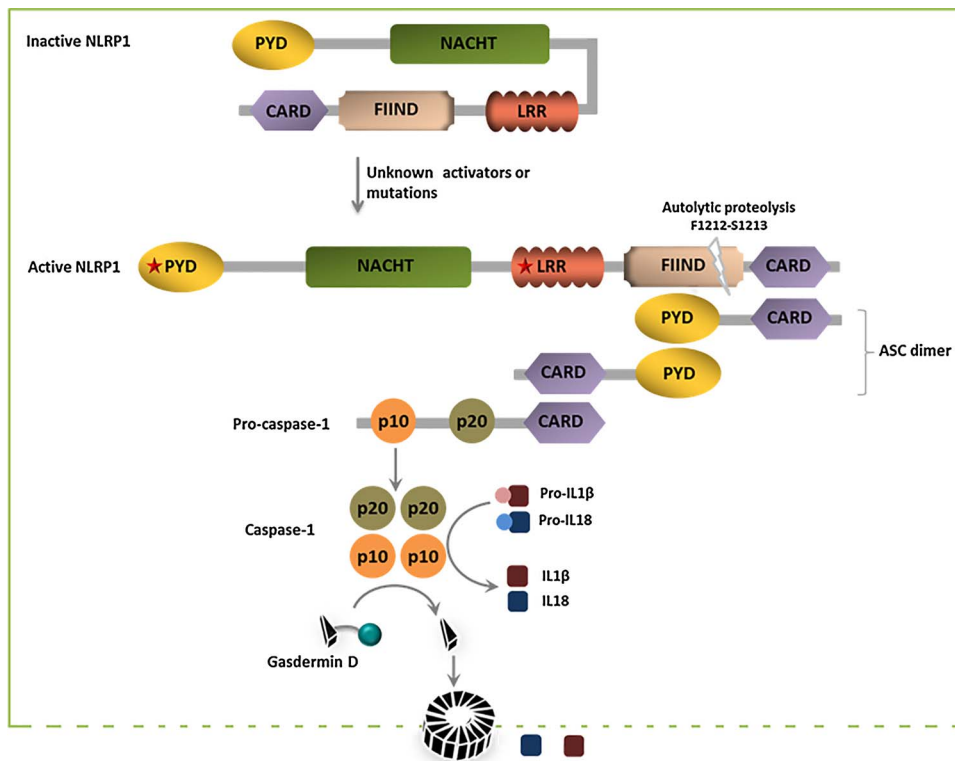 Inactive NLRP1
PYD
NACHT
CARD
FIIND
LRR
Unknown activators or
mutations
Autolytic proteolysis
F1212-S1213
Active NLRP1
PYD
NACHT
LRR
FIIND
CARD
PYD
CARD
ASC dimer
CARD
PYD
Pro-caspase-1
p10
p20
CARD
Caspase-1
p20
p20
p10
p10
Pro-IL1β
Pro-IL18
IL1β
IL18
Gasdermin D